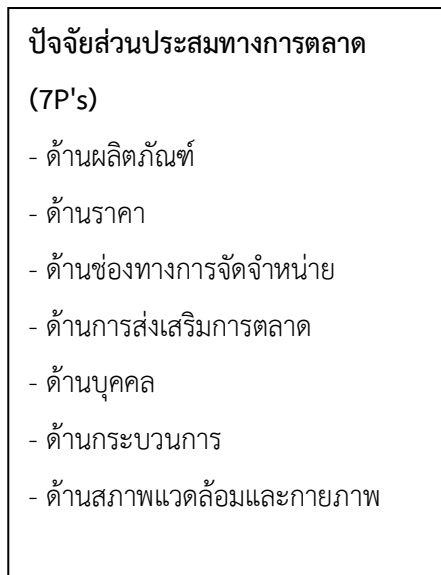 ปัจจัยส่วนประสมทางการตลาด
(7P's)
- ด้านผลิตภัณฑ์
- ด้านราคา
- ด้านช่องทางการจัดจำหน่าย
- ด้านการส่งเสริมการตลาด
- ด้านบุคคล
- ด้านกระบวนการ
- ด้านสภาพแวดล้อมและกายภาพ